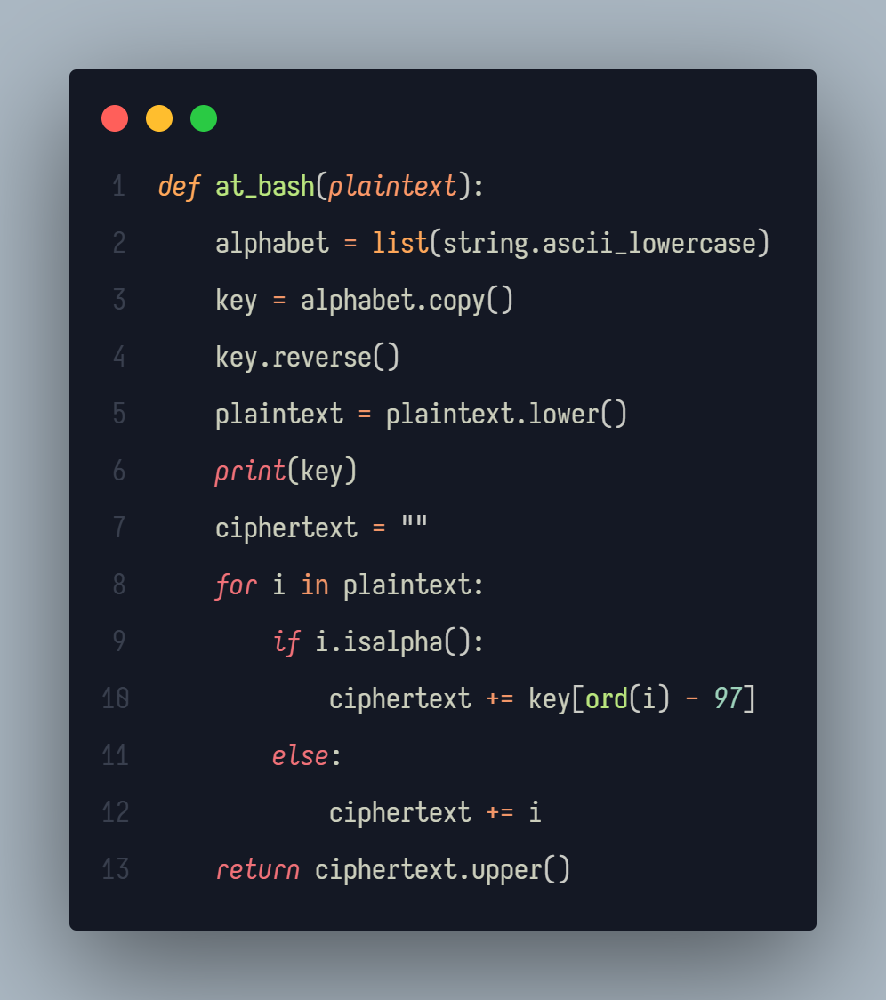 1 def at_bash(plaintext):
2     alphabet = list(string.ascii_lowercase)
3     key = alphabet.copy()
4     key.reverse()
5     plaintext = plaintext.lower()
6     print(key)
7     ciphertext = ""
8     for i in plaintext:
9         if i.isalpha():
10             ciphertext += key[ord(i) - 97]
11         else:
12             ciphertext += i
13     return ciphertext.upper()